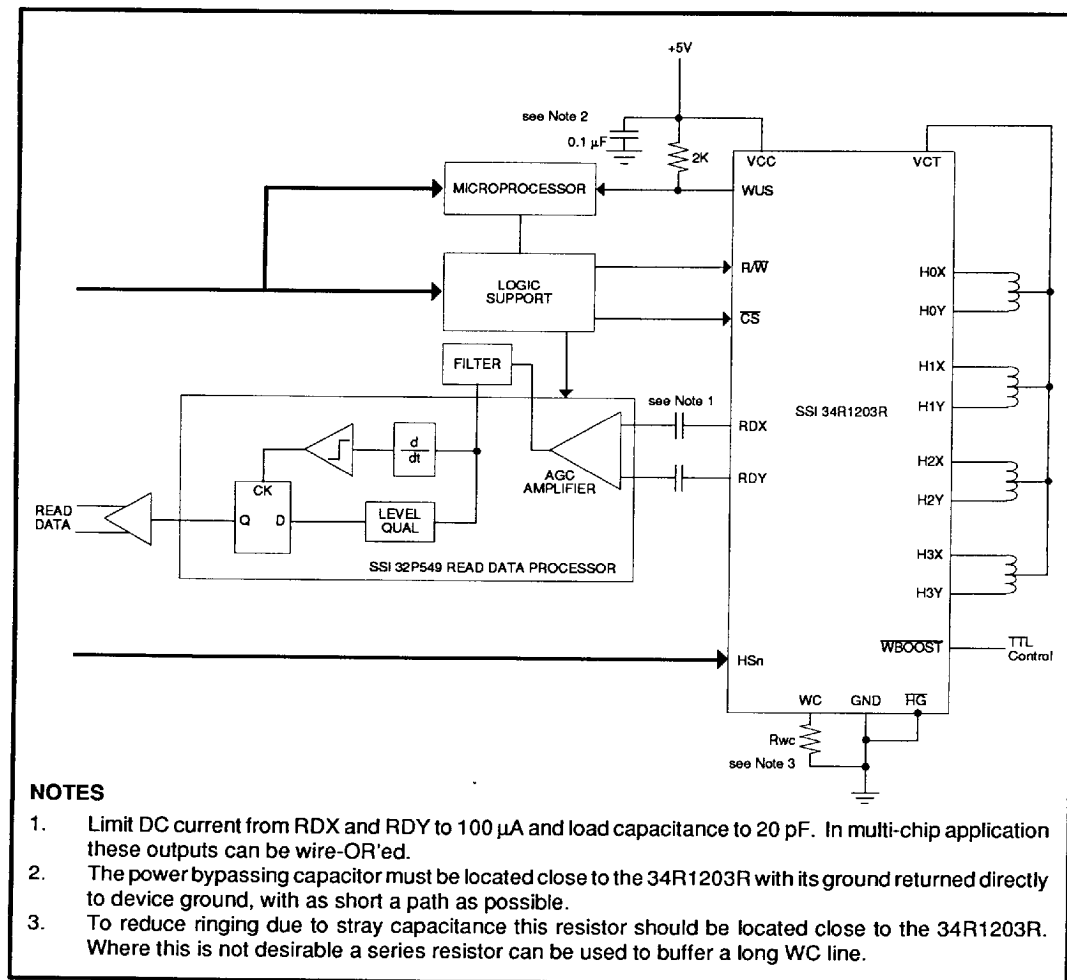 +5V
see Note 2
0.1 µF
2K
VCC
VCT
MICROPROCESSOR
WUS
LOGIC
SUPPORT
R/W̅
C̅S̅
H0X
H0Y
FILTER
H1X
H1Y
see Note 1
SSI 34R1203R
RDX
RDY
d
dt
AGC
AMPLIFIER
H2X
H2Y
CK
Q
D
LEVEL
QUAL
READ
DATA
SSI 32P549 READ DATA PROCESSOR
H3X
H3Y
W̅B̅O̅O̅S̅T̅
TTL
Control
HSn
WC
GND
H̅G̅
Rwc
see Note 3
NOTES
1. Limit DC current from RDX and RDY to 100 µA and load capacitance to 20 pF. In multi-chip application
these outputs can be wire-OR'ed.
2. The power bypassing capacitor must be located close to the 34R1203R with its ground returned directly
to device ground, with as short a path as possible.
3. To reduce ringing due to stray capacitance this resistor should be located close to the 34R1203R.
Where this is not desirable a series resistor can be used to buffer a long WC line.